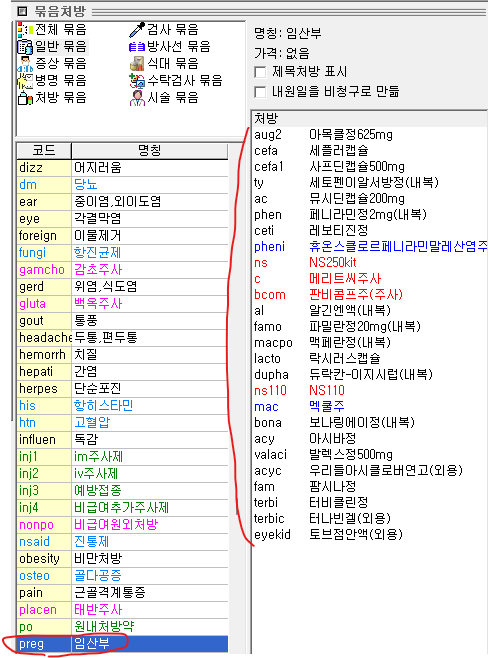 묶음처방
전체 묶음
검사 묶음
일반 묶음
방사선 묶음
증상 묶음
식대 묶음
병명 묶음
수탁검사 묶음
처방 묶음
시술 묶음
명칭: 임산부
가격: 없음
제목처방 표시
내원일을 비청구로 만듦
코드 명칭
dizz 어지러움
dm 당뇨
ear 중이염,외이도염
eye 각결막염
foreign 이물제거
fungi 항진균제
gamcho 감초주사
gerd 위염,식도염
gluta 백옥주사
gout 통풍
headache 두통,편두통
hemorrh 치질
hepati 간염
herpes 단순포진
his 항히스타민
htn 고혈압
influen 독감
inj1 im주사제
inj2 iv주사제
inj3 예방접종
inj4 비급여추가주사제
nonpo 비급여원외처방
nsaid 진통제
obesity 비만처방
osteo 골다공증
pain 근골격계통증
placen 태반주사
po 원내처방약
preg 임산부
처방
aug2 아목클정625mg
cefa 세플러캡슐
cefa1 사프딘캡슐500mg
ty 세토펜이알서방정(내복)
ac 뮤시딘캡슐200mg
phen 페니라민정2mg(내복)
ceti 레보티진정
pheni 휴온스클로르페니라민말레산염주
ns NS250kit
c 메리트씨주사
bcom 판비콤프주(주사)
al 알긴엔액(내복)
famo 파밀란정20mg(내복)
macpo 맥페란정(내복)
lacto 락시러스캡슐
dupha 듀락칸-이지시럽(내복)
ns110 NS110
mac 멕쿨주
bona 보나링에이정(내복)
acy 아시바정
valaci 발렉스정500mg
acyc 우리들아시클로버연고(외용)
fam 팜시나정
terbi 터비클린정
terbic 터나빈겔(외용)
eyekid 토브점안액(외용)